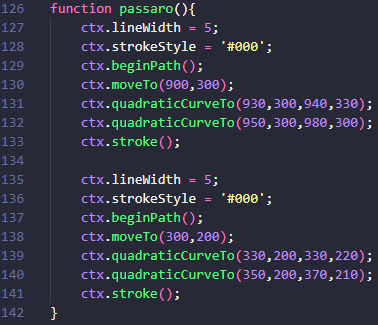 126 function passaro(){
127 ctx.lineWidth = 5;
128 ctx.strokeStyle = '#000';
129 ctx.beginPath();
130 ctx.moveTo(900,300);
131 ctx.quadraticCurveTo(930,300,940,330);
132 ctx.quadraticCurveTo(950,300,980,300);
133 ctx.stroke();
134
135 ctx.lineWidth = 5;
136 ctx.strokeStyle = '#000';
137 ctx.beginPath();
138 ctx.moveTo(300,200);
139 ctx.quadraticCurveTo(330,200,330,220);
140 ctx.quadraticCurveTo(350,200,370,210);
141 ctx.stroke();
142 }